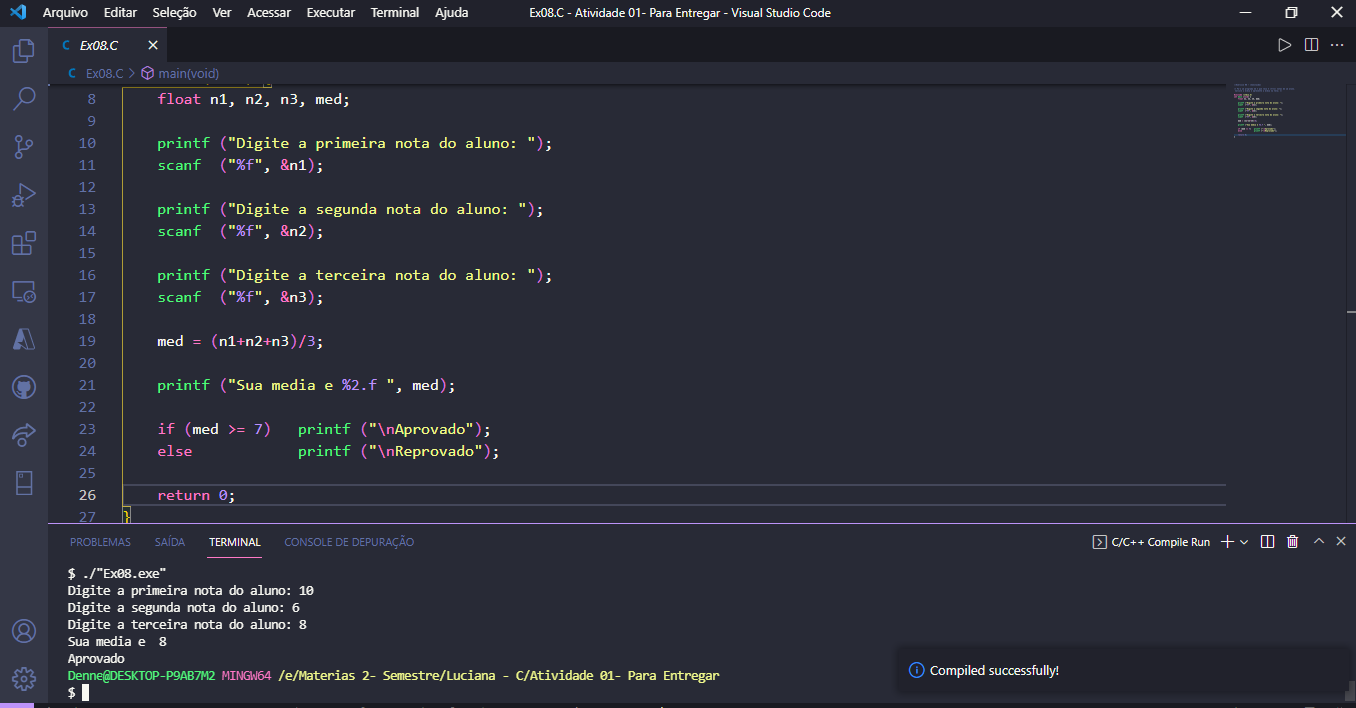 Arquivo Editar Seleção Ver Acessar Executar Terminal Ajuda Ex08.C - Atividade 01- Para Entregar - Visual Studio Code
C Ex08.C
C Ex08.C > main(void)
8 float n1, n2, n3, med;
9
10 printf ("Digite a primeira nota do aluno: ");
11 scanf ("%f", &n1);
12
13 printf ("Digite a segunda nota do aluno: ");
14 scanf ("%f", &n2);
15
16 printf ("Digite a terceira nota do aluno: ");
17 scanf ("%f", &n3);
18
19 med = (n1+n2+n3)/3;
20
21 printf ("Sua media e %2.f ", med);
22
23 if (med >= 7) printf ("\nAprovado");
24 else printf ("\nReprovado");
25
26 return 0;
27 }
PROBLEMAS SAÍDA TERMINAL CONSOLE DE DEPURAÇÃO C/C++ Compile Run
$ ./"Ex08.exe"
Digite a primeira nota do aluno: 10
Digite a segunda nota do aluno: 6
Digite a terceira nota do aluno: 8
Sua media e  8
Aprovado
Denne@DESKTOP-P9AB7M2 MINGW64 /e/Materias 2- Semestre/Luciana - C/Atividade 01- Para Entregar
$
Compiled successfully!